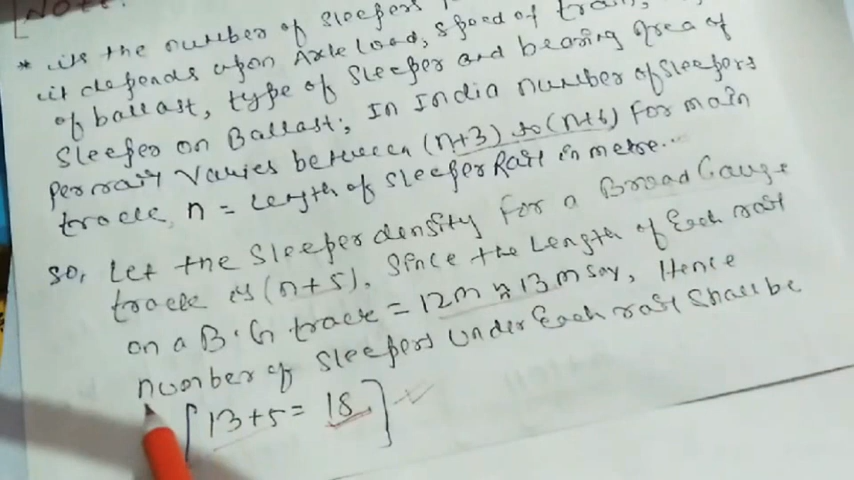 Note:
* it is the number of sleepers
it depends upon Axle load, speed of train,
of ballast, type of sleeper and bearing area of
sleeper on Ballast; In India number of sleepers
per rail varies between (n+3) to (n+6) for main
track, n = Length of sleeper Rail in metre...
so, Let the sleeper density for a Broad Gauge
track is (n+5). Since the Length of Each rail
on a B.G track = 12m ≈ 13m say, Hence
number of sleepers under Each rail shall be
[13+5= 18]